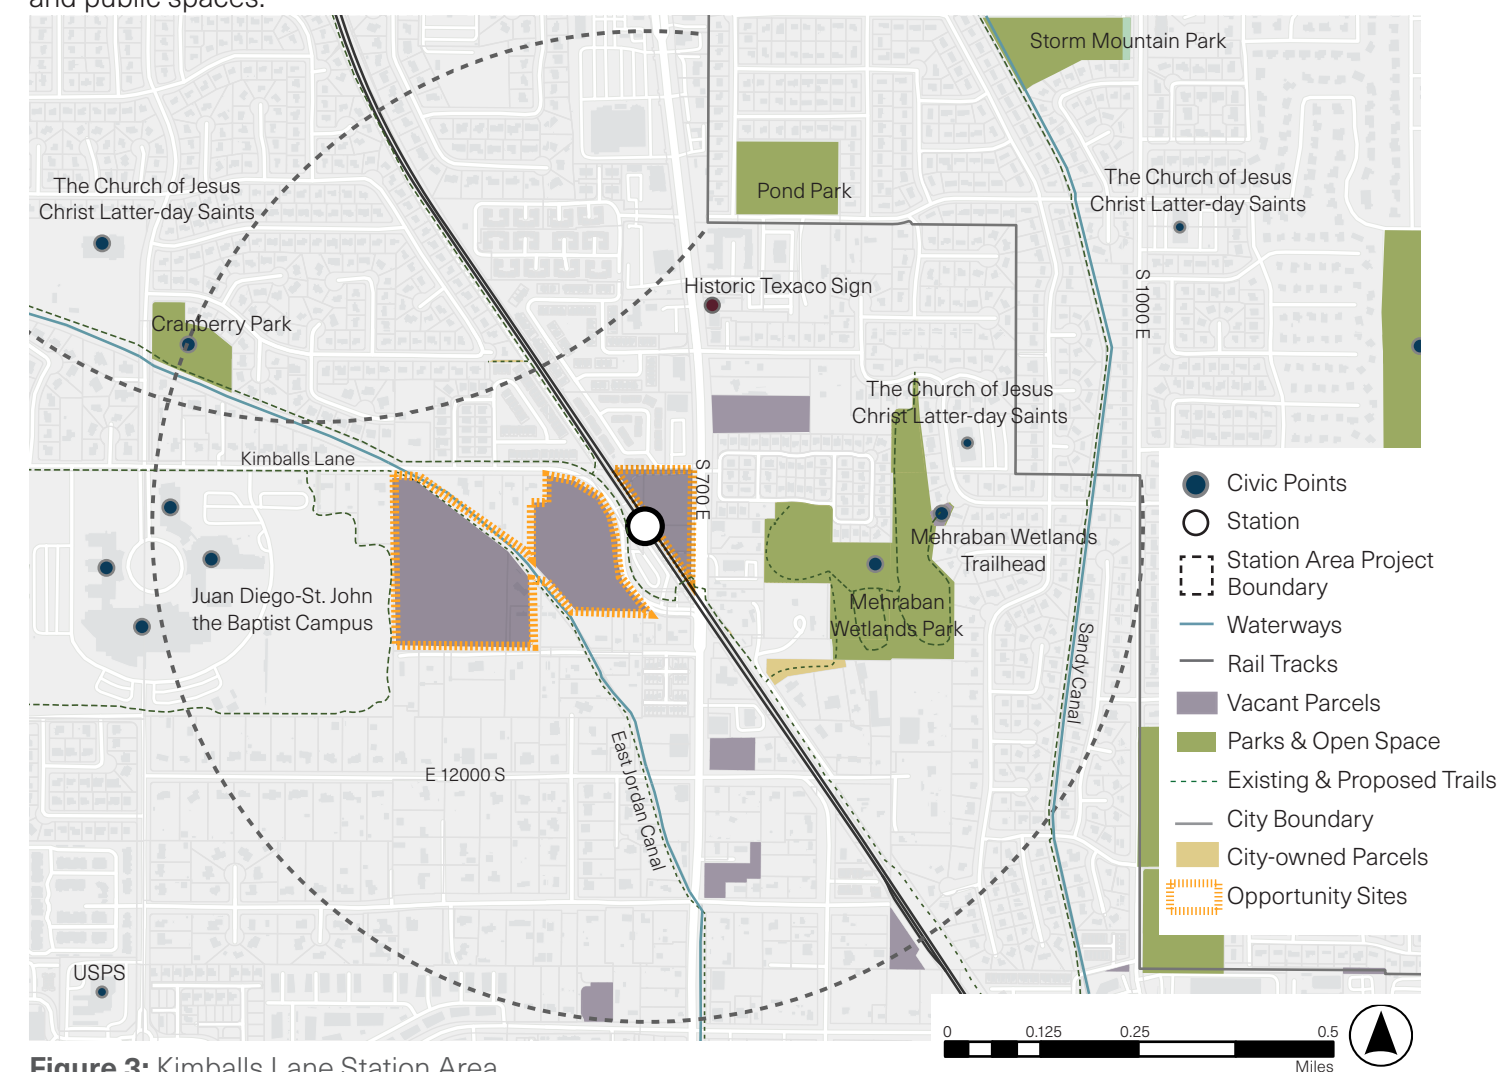 and public spaces.
Storm Mountain Park
The Church of Jesus
Christ Latter-day Saints
Pond Park
The Church of Jesus
Christ Latter-day Saints
S 1000 E
Historic Texaco Sign
Cranberry Park
The Church of Jesus
Christ Latter-day Saints
Kimballs Lane
S 700 E
Mehraban Wetlands
Trailhead
Juan Diego-St. John
the Baptist Campus
Mehraban
Wetlands Park
Sandy Canal
East Jordan Canal
E 12000 S
USPS
Civic Points
Station
Station Area Project
Boundary
Waterways
Rail Tracks
Vacant Parcels
Parks & Open Space
Existing & Proposed Trails
City Boundary
City-owned Parcels
Opportunity Sites
0 0.125 0.25 0.5
Miles
Figure 3: Kimballs Lane Station Area